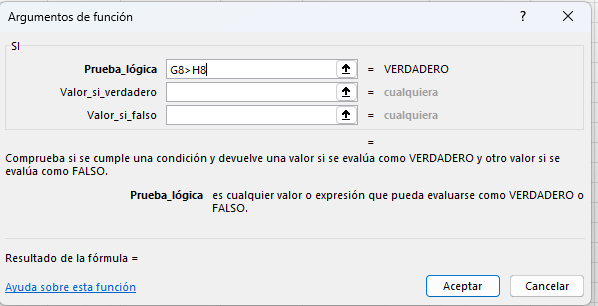 Argumentos de función ? ×
SI
Prueba_lógica G8>H8 = VERDADERO
Valor_si_verdadero = cualquiera
Valor_si_falso = cualquiera
=
Comprueba si se cumple una condición y devuelve una valor si se evalúa como VERDADERO y otro valor si se
evalúa como FALSO.
Prueba_lógica es cualquier valor o expresión que pueda evaluarse como VERDADERO o
FALSO.
Resultado de la fórmula =
Ayuda sobre esta función Aceptar Cancelar